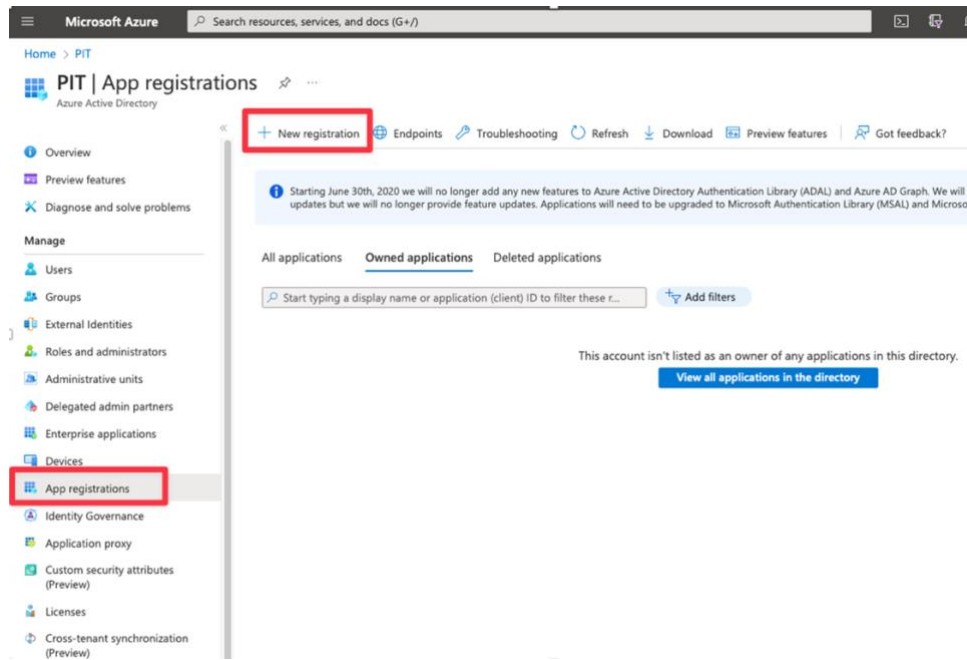 Microsoft Azure
Search resources, services, and docs (G+/)
Home > PIT
PIT | App registrations
Azure Active Directory
New registration
Endpoints
Troubleshooting
Refresh
Download
Preview features
Got feedback?
Overview
Preview features
Diagnose and solve problems
Manage
Users
Groups
External Identities
Roles and administrators
Administrative units
Delegated admin partners
Enterprise applications
Devices
App registrations
Identity Governance
Application proxy
Custom security attributes
(Preview)
Licenses
Cross-tenant synchronization
(Preview)
Starting June 30th, 2020 we will no longer add any new features to Azure Active Directory Authentication Library (ADAL) and Azure AD Graph. We will
updates but we will no longer provide feature updates. Applications will need to be upgraded to Microsoft Authentication Library (MSAL) and Microso
All applications
Owned applications
Deleted applications
Start typing a display name or application (client) ID to filter these r...
Add filters
This account isn't listed as an owner of any applications in this directory.
View all applications in the directory